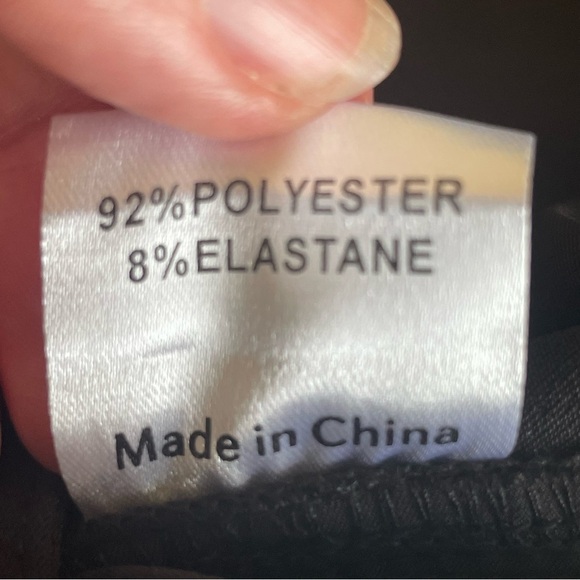 92%POLYESTER
8%ELASTANE
Made in China